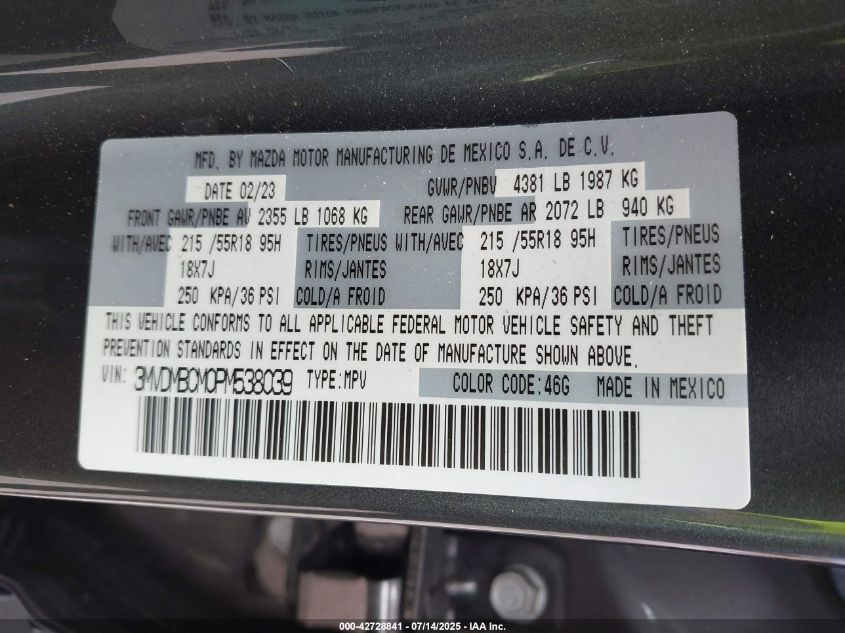 MFD. BY MAZDA MOTOR MANUFACTURING DE MEXICO S.A. DE C.V.
DATE 02/23 GVWR/PNBV 4381 LB 1987 KG
FRONT GAWR/PNBE AV 2355 LB 1068 KG REAR GAWR/PNBE AR 2072 LB 940 KG
WITH/AVEC 215 /55R18 95H TIRES/PNEUS WITH/AVEC 215 /55R18 95H TIRES/PNEUS
18X7J RIMS/JANTES 18X7J RIMS/JANTES
250 KPA/36 PSI COLD/A FROID 250 KPA/36 PSI COLD/A FROID
THIS VEHICLE CONFORMS TO ALL APPLICABLE FEDERAL MOTOR VEHICLE SAFETY AND THEFT
PREVENTION STANDARDS IN EFFECT ON THE DATE OF MANUFACTURE SHOWN ABOVE.
VIN: 3MVDMBCM0PM538039 TYPE:MPV COLOR CODE:46G MADE IN MEXICO
000-42728841 - 07/14/2025 - IAA Inc.